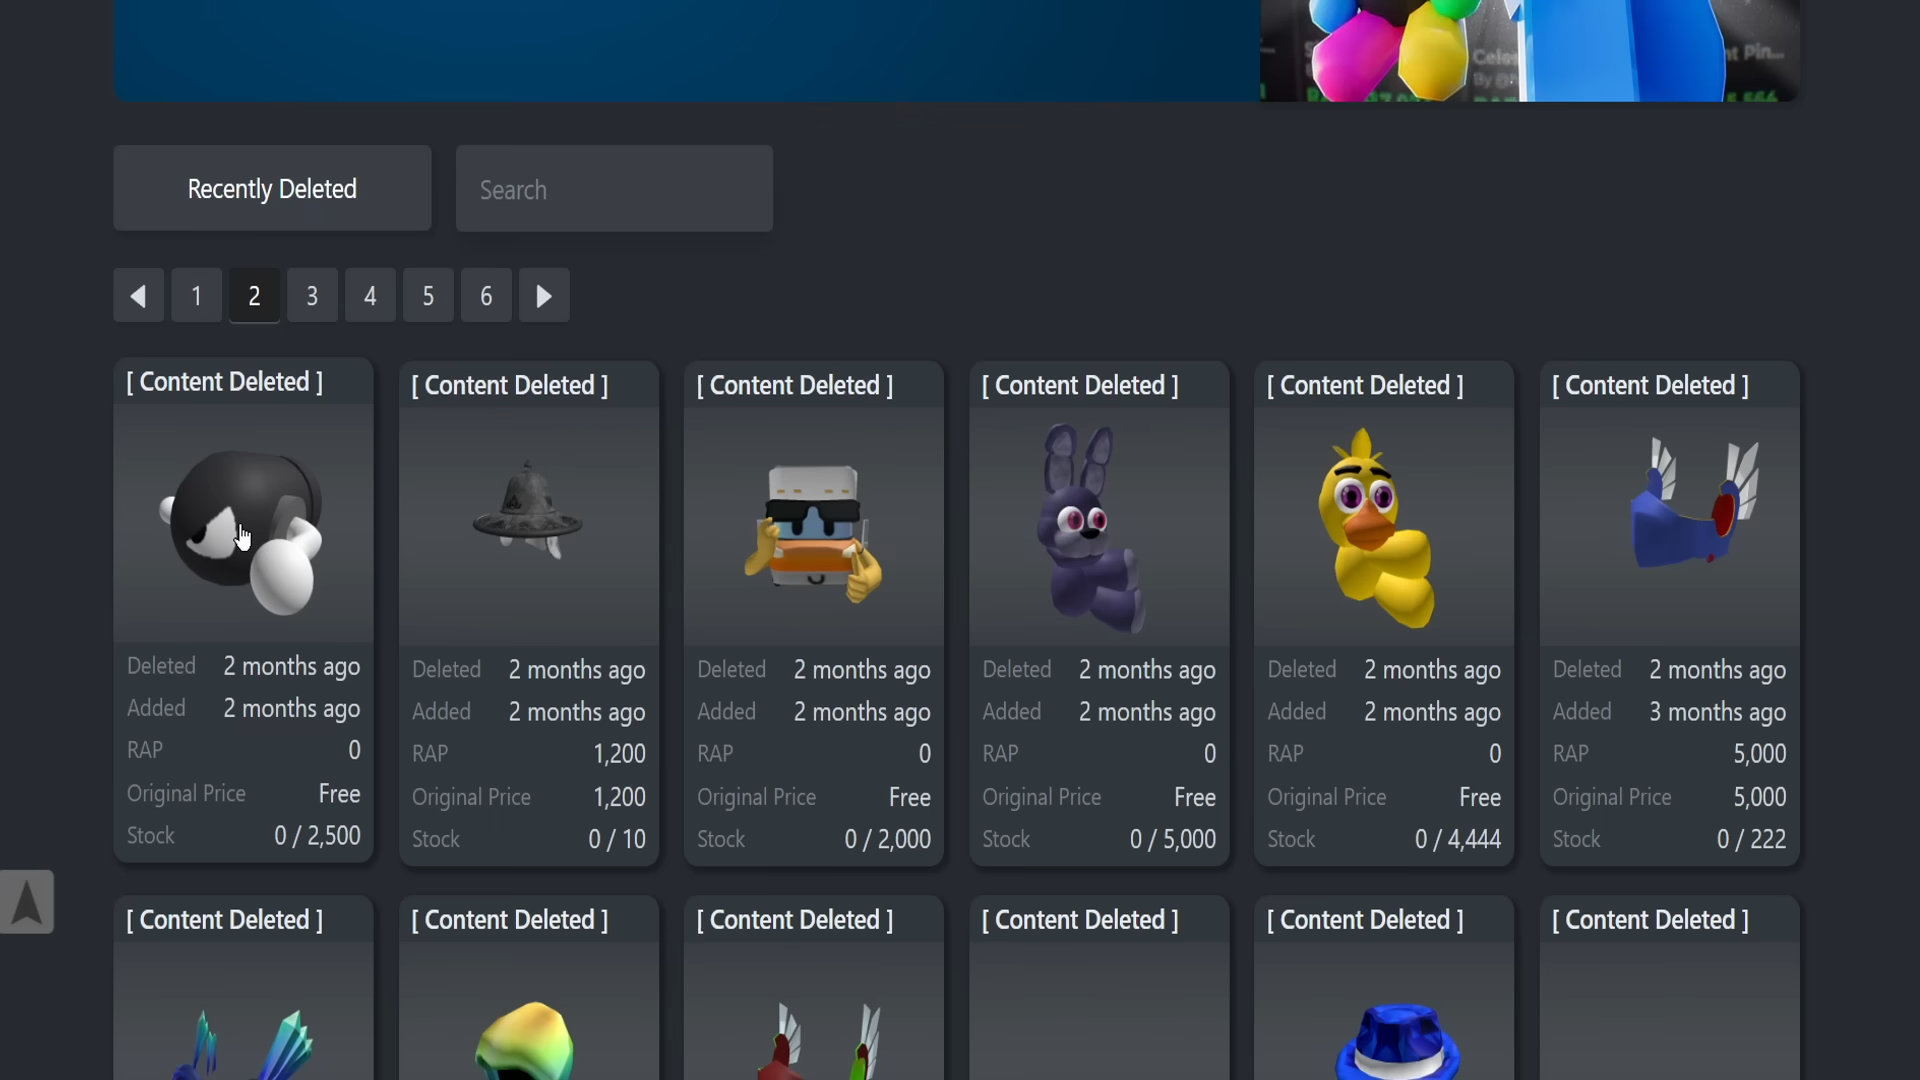 Celes
nt Pin...
By @
5,556
Recently Deleted
Search
1 2 3 4 5 6
[ Content Deleted ] [ Content Deleted ] [ Content Deleted ] [ Content Deleted ] [ Content Deleted ] [ Content Deleted ]
Deleted 2 months ago Deleted 2 months ago Deleted 2 months ago Deleted 2 months ago Deleted 2 months ago Deleted 2 months ago
Added 2 months ago Added 2 months ago Added 2 months ago Added 2 months ago Added 2 months ago Added 3 months ago
RAP 0 RAP 1,200 RAP 0 RAP 0 RAP 0 RAP 5,000
Original Price Free Original Price 1,200 Original Price Free Original Price Free Original Price Free Original Price 5,000
Stock 0 / 2,500 Stock 0 / 10 Stock 0 / 2,000 Stock 0 / 5,000 Stock 0 / 4,444 Stock 0 / 222
[ Content Deleted ] [ Content Deleted ] [ Content Deleted ] [ Content Deleted ] [ Content Deleted ] [ Content Deleted ]